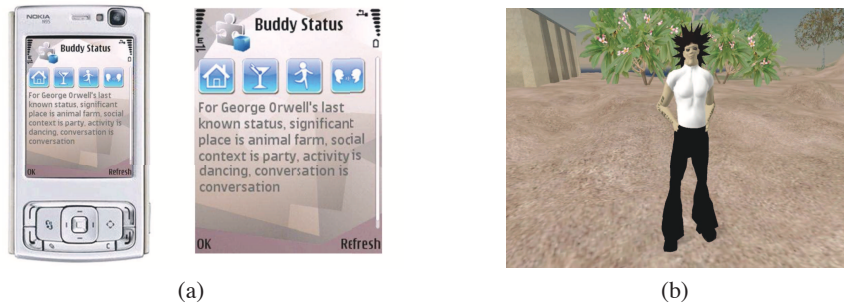 NOKIA
N95
Buddy Status
For George Orwell's last
known status, significant
place is animal farm, social
context is party, activity is
dancing, conversation is
conversation
OK Refresh
Buddy Status
For George Orwell's last
known status, significant
place is animal farm, social
context is party, activity is
dancing, conversation is
conversation
OK Refresh
(a)
(b)